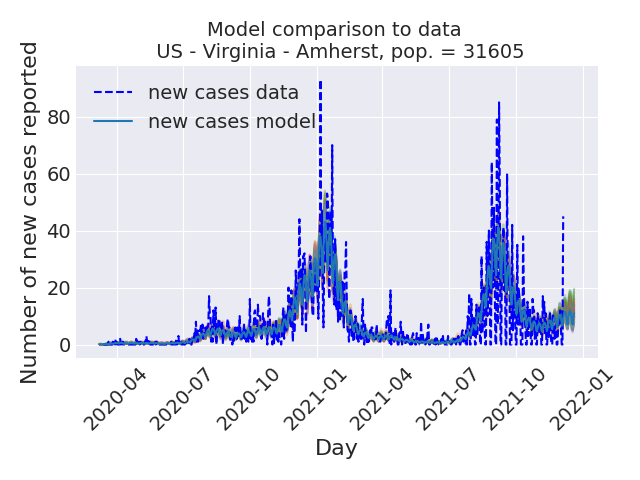 Model comparison to data
US - Virginia - Amherst, pop. = 31605
new cases data
new cases model
Number of new cases reported
80
60
40
20
0
2020-04
2020-07
2020-10
2021-01
2021-04
2021-07
2021-10
2022-01
Day